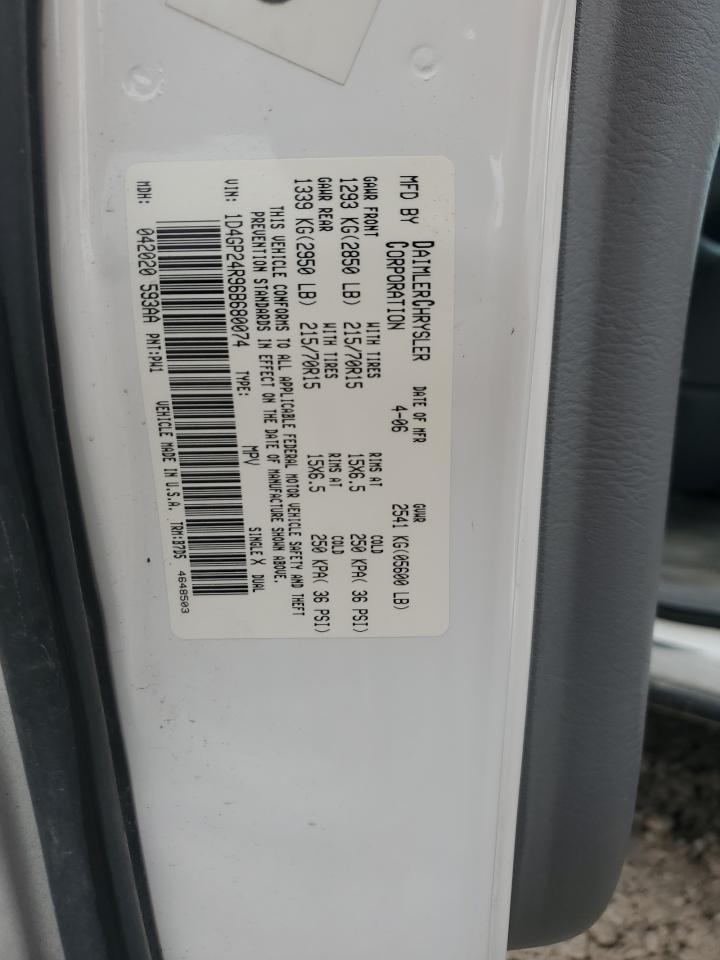 MFD BY DAIMLERCHRYSLER CORPORATION
DATE OF MFR 4-06
GVWR 2541 KG(05600 LB)
GAWR FRONT WITH TIRES RIMS AT COLD
1293 KG(2850 LB) 215/70R15 15X6.5 250 KPA( 36 PSI)
GAWR REAR WITH TIRES RIMS AT COLD
1339 KG(2950 LB) 215/70R15 15X6.5 250 KPA( 36 PSI)
THIS VEHICLE CONFORMS TO ALL APPLICABLE FEDERAL MOTOR VEHICLE SAFETY AND THEFT
PREVENTION STANDARDS IN EFFECT ON THE DATE OF MANUFACTURE SHOWN ABOVE.
VIN: 1D4GP24R96B680074 TYPE: MPV SINGLE X DUAL
MDH: 042020 593AA PNT:PW1 VEHICLE MADE IN U.S.A. TRM:B7D5 4648503